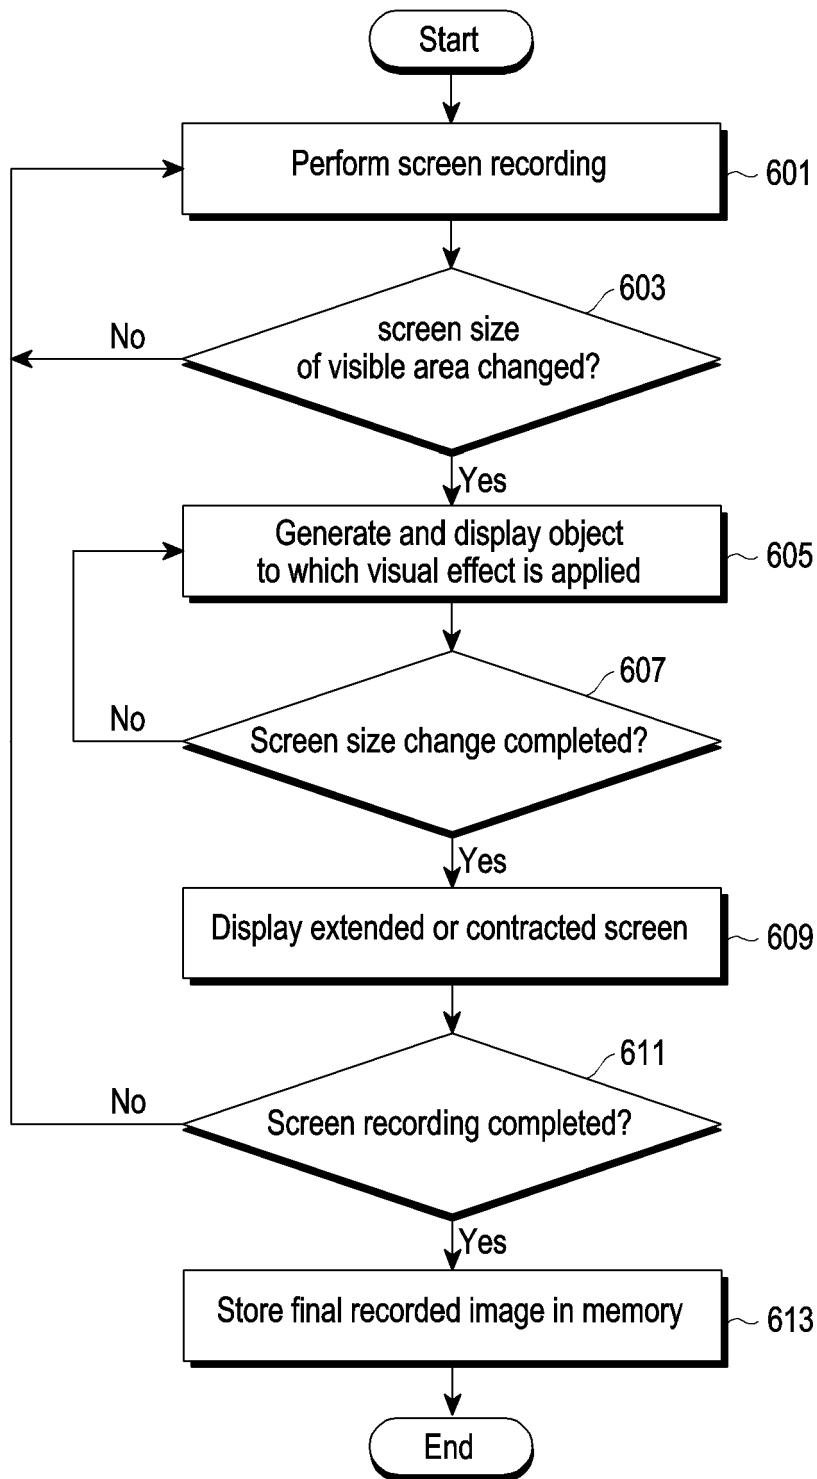 Start
Perform screen recording
601
603
screen size
of visible area changed?
No
Yes
Generate and display object
to which visual effect is applied
605
607
Screen size change completed?
No
Yes
Display extended or contracted screen
609
611
Screen recording completed?
No
Yes
Store final recorded image in memory
613
End